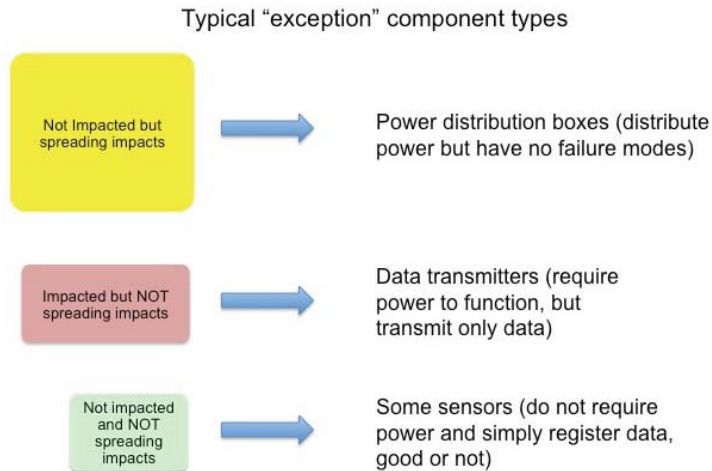 Typical “exception” component types
Not Impacted but
spreading impacts
Power distribution boxes (distribute
power but have no failure modes)
Impacted but NOT
spreading impacts
Data transmitters (require
power to function, but
transmit only data)
Not impacted
and NOT
spreading
impacts
Some sensors (do not require
power and simply register data,
good or not)